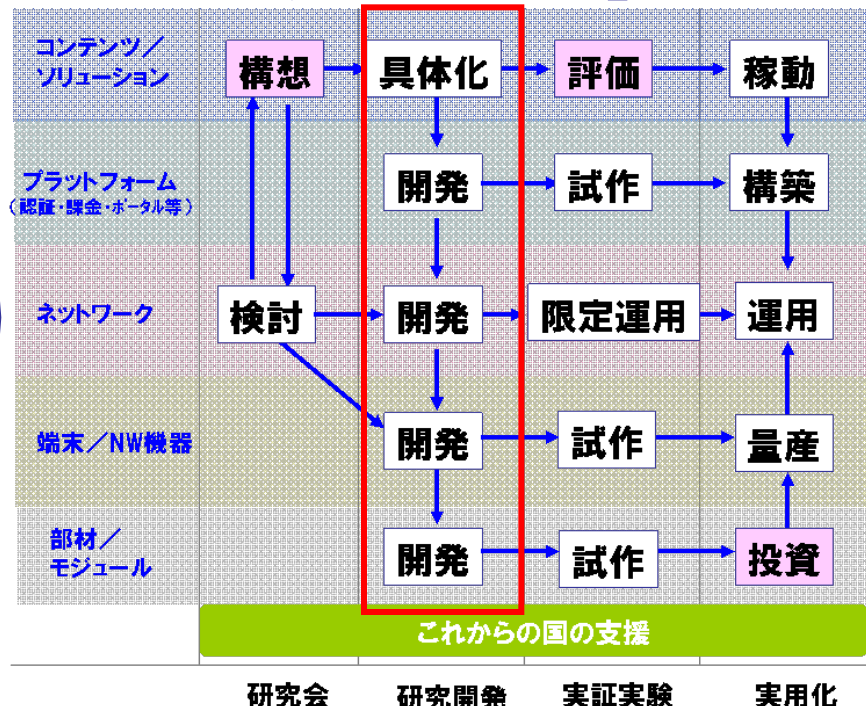 コンテンツ／
ソリューション
構想
具体化
評価
稼動
プラットフォーム
（認証・課金・ポータル等）
開発
試作
構築
ネットワーク
検討
開発
限定運用
運用
端末／NW機器
開発
試作
量産
部材／
モジュール
開発
試作
投資
これからの国の支援
研究会
研究開発
実証実験
実用化